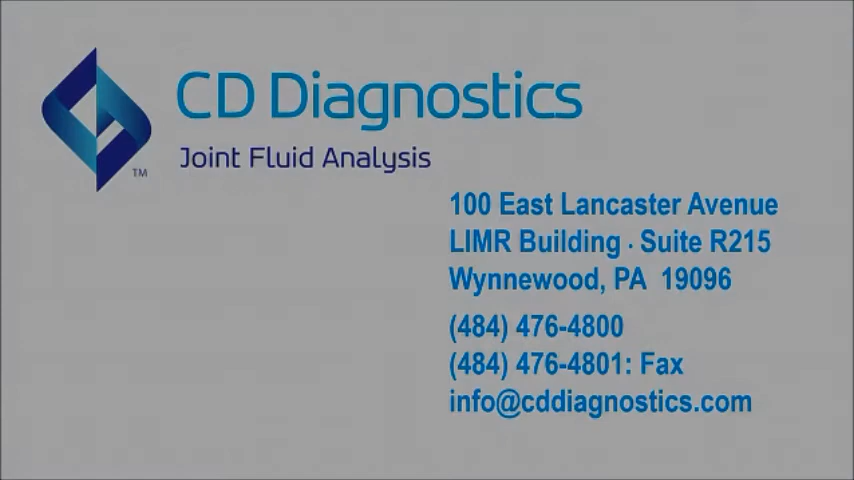 CD Diagnostics
Joint Fluid Analysis
TM
100 East Lancaster Avenue
LIMR Building · Suite R215
Wynnewood, PA 19096
(484) 476-4800
(484) 476-4801: Fax
info@cddiagnostics.com